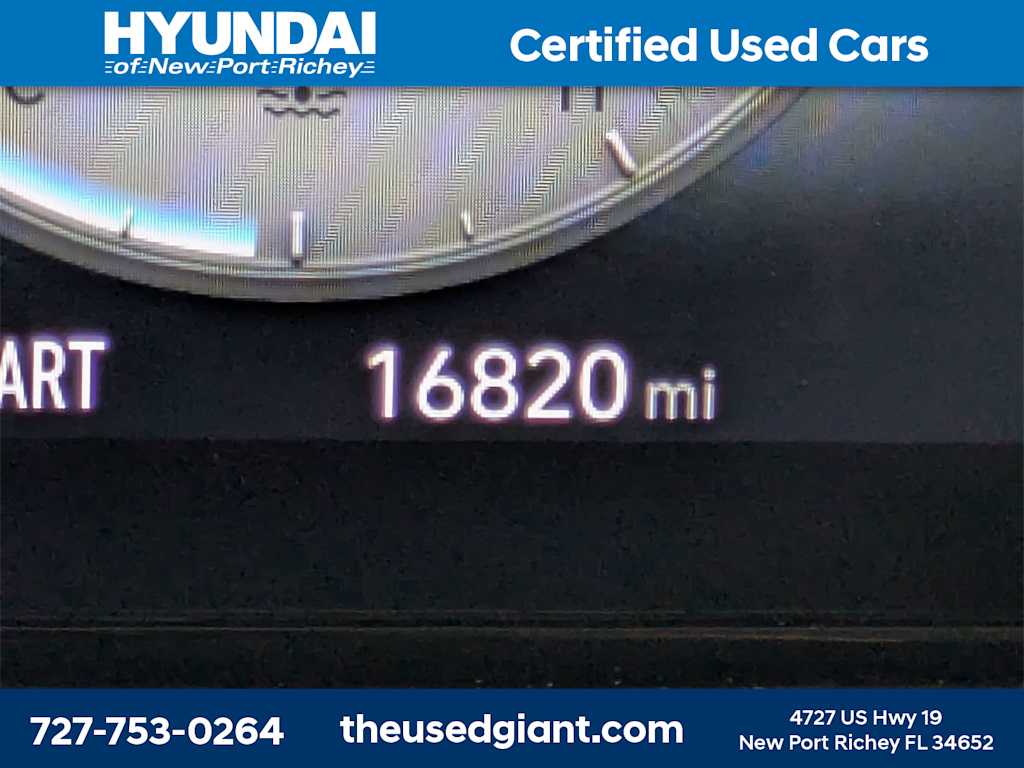 HYUNDAI
of New Port Richey
Certified Used Cars
C
H
ART
16820 mi
727-753-0264
theusedgiant.com
4727 US Hwy 19
New Port Richey FL 34652